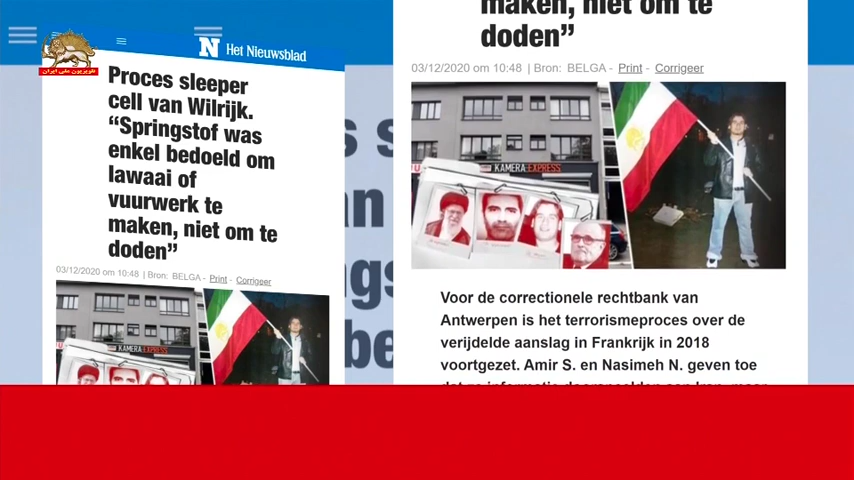 تلویزیون ملی ایران
N Het Nieuwsblad
Proces sleeper
cell van Wilrijk.
“Springstof was
enkel bedoeld om
lawaai of
vuurwerk te
maken, niet om te
doden”
03/12/2020 om 10:48 | Bron: BELGA - Print - Corrigeer
KAMERA-EXPRESS
maken, niet om te
doden”
03/12/2020 om 10:48 | Bron: BELGA - Print - Corrigeer
KAMERA-EXPRESS
Voor de correctionele rechtbank van
Antwerpen is het terrorismeproces over de
verijdelde aanslag in Frankrijk in 2018
voortgezet. Amir S. en Nasimeh N. geven toe